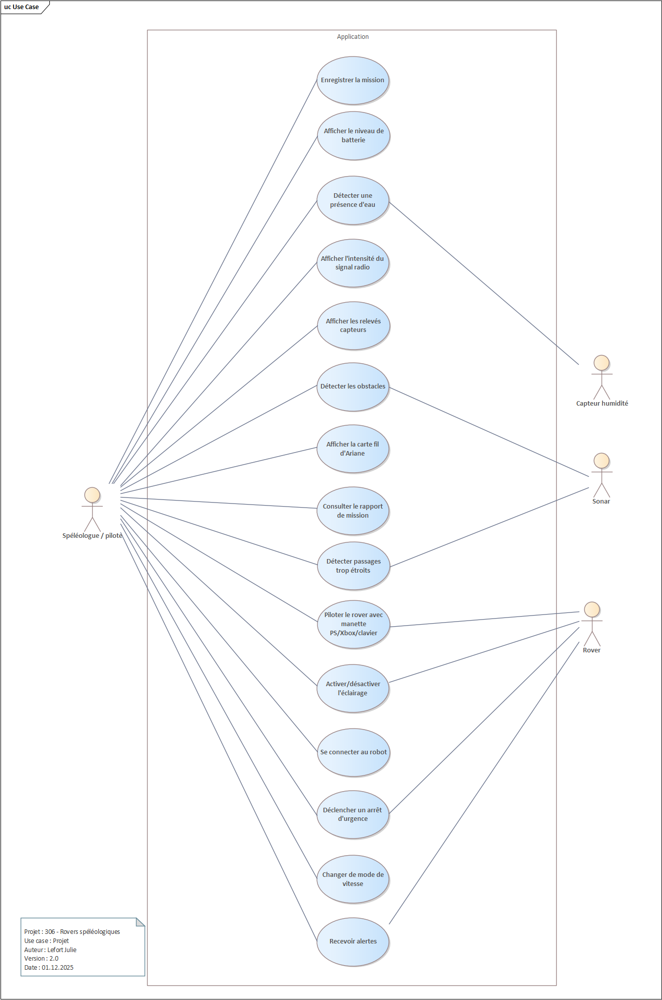 uc Use Case
Application
Enregistrer la mission
Afficher le niveau de
batterie
Détecter une
présence d'eau
Afficher l'intensité du
signal radio
Afficher les relevés
capteurs
Détecter les obstacles
Capteur humidité
Afficher la carte fil
d'Ariane
Sonar
Consulter le rapport
de mission
Spéléologue / pilote
Détecter passages
trop étroits
Piloter le rover avec
manette
PS/Xbox/clavier
Rover
Activer/désactiver
l'éclairage
Se connecter au robot
Déclencher un arrêt
d'urgence
Changer de mode de
vitesse
Recevoir alertes
Projet : 306 - Rovers spéléologiques
Use case : Projet
Auteur : Lefort Julie
Version : 2.0
Date : 01.12.2025